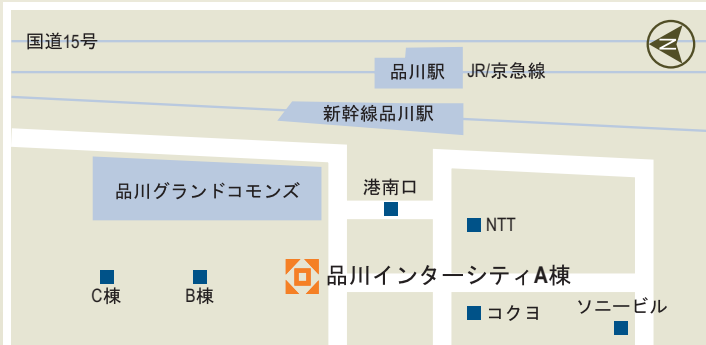 国道15号
N
品川駅
JR/京急線
新幹線品川駅
品川グランドコモンズ
港南口
NTT
品川インターシティA棟
C棟
B棟
コクヨ
ソニービル